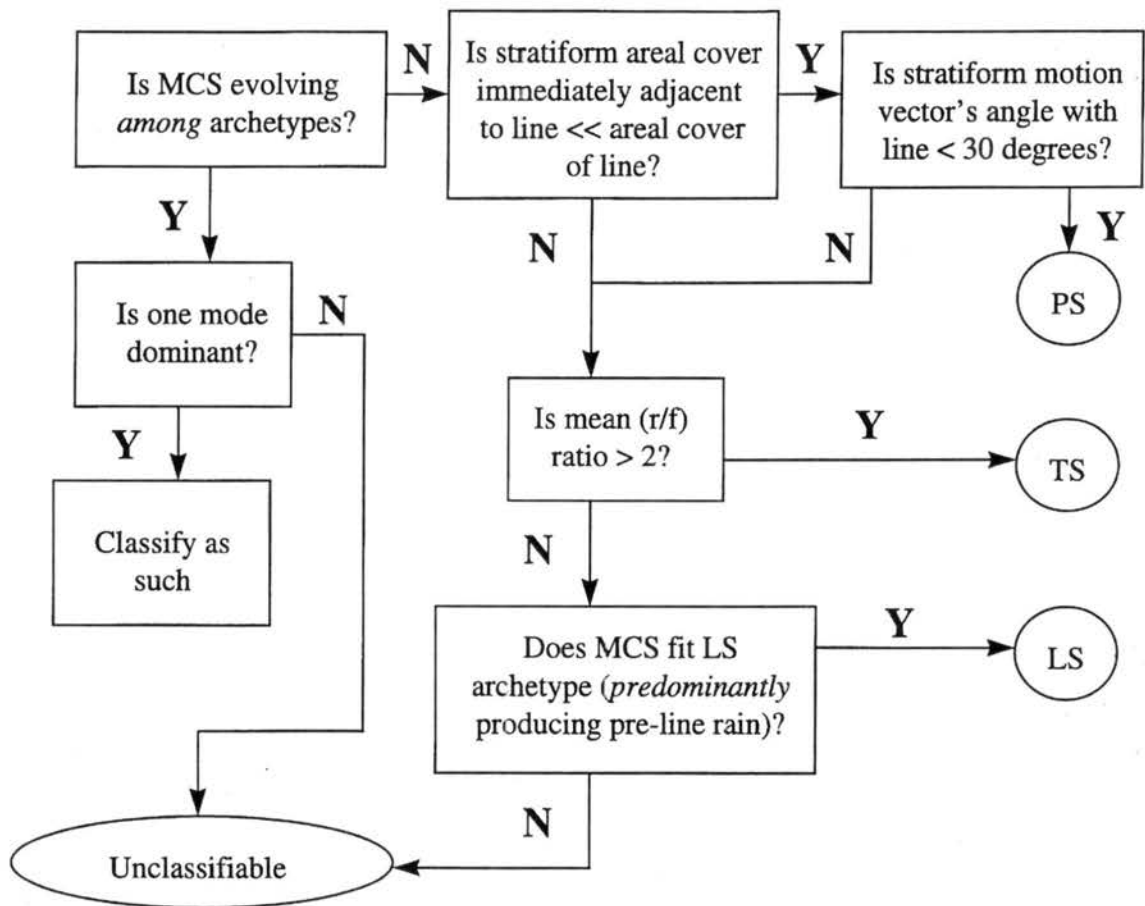 Is MCS evolving
among archetypes?
N
Is stratiform areal cover
immediately adjacent
to line << areal cover
of line?
Y
Is stratiform motion
vector's angle with
line < 30 degrees?
Y
N
N
Y
PS
Is one mode
dominant?
N
Y
Classify as
such
Is mean (r/f)
ratio > 2?
Y
TS
N
Does MCS fit LS
archetype (predominantly
producing pre-line rain)?
Y
LS
N
Unclassifiable